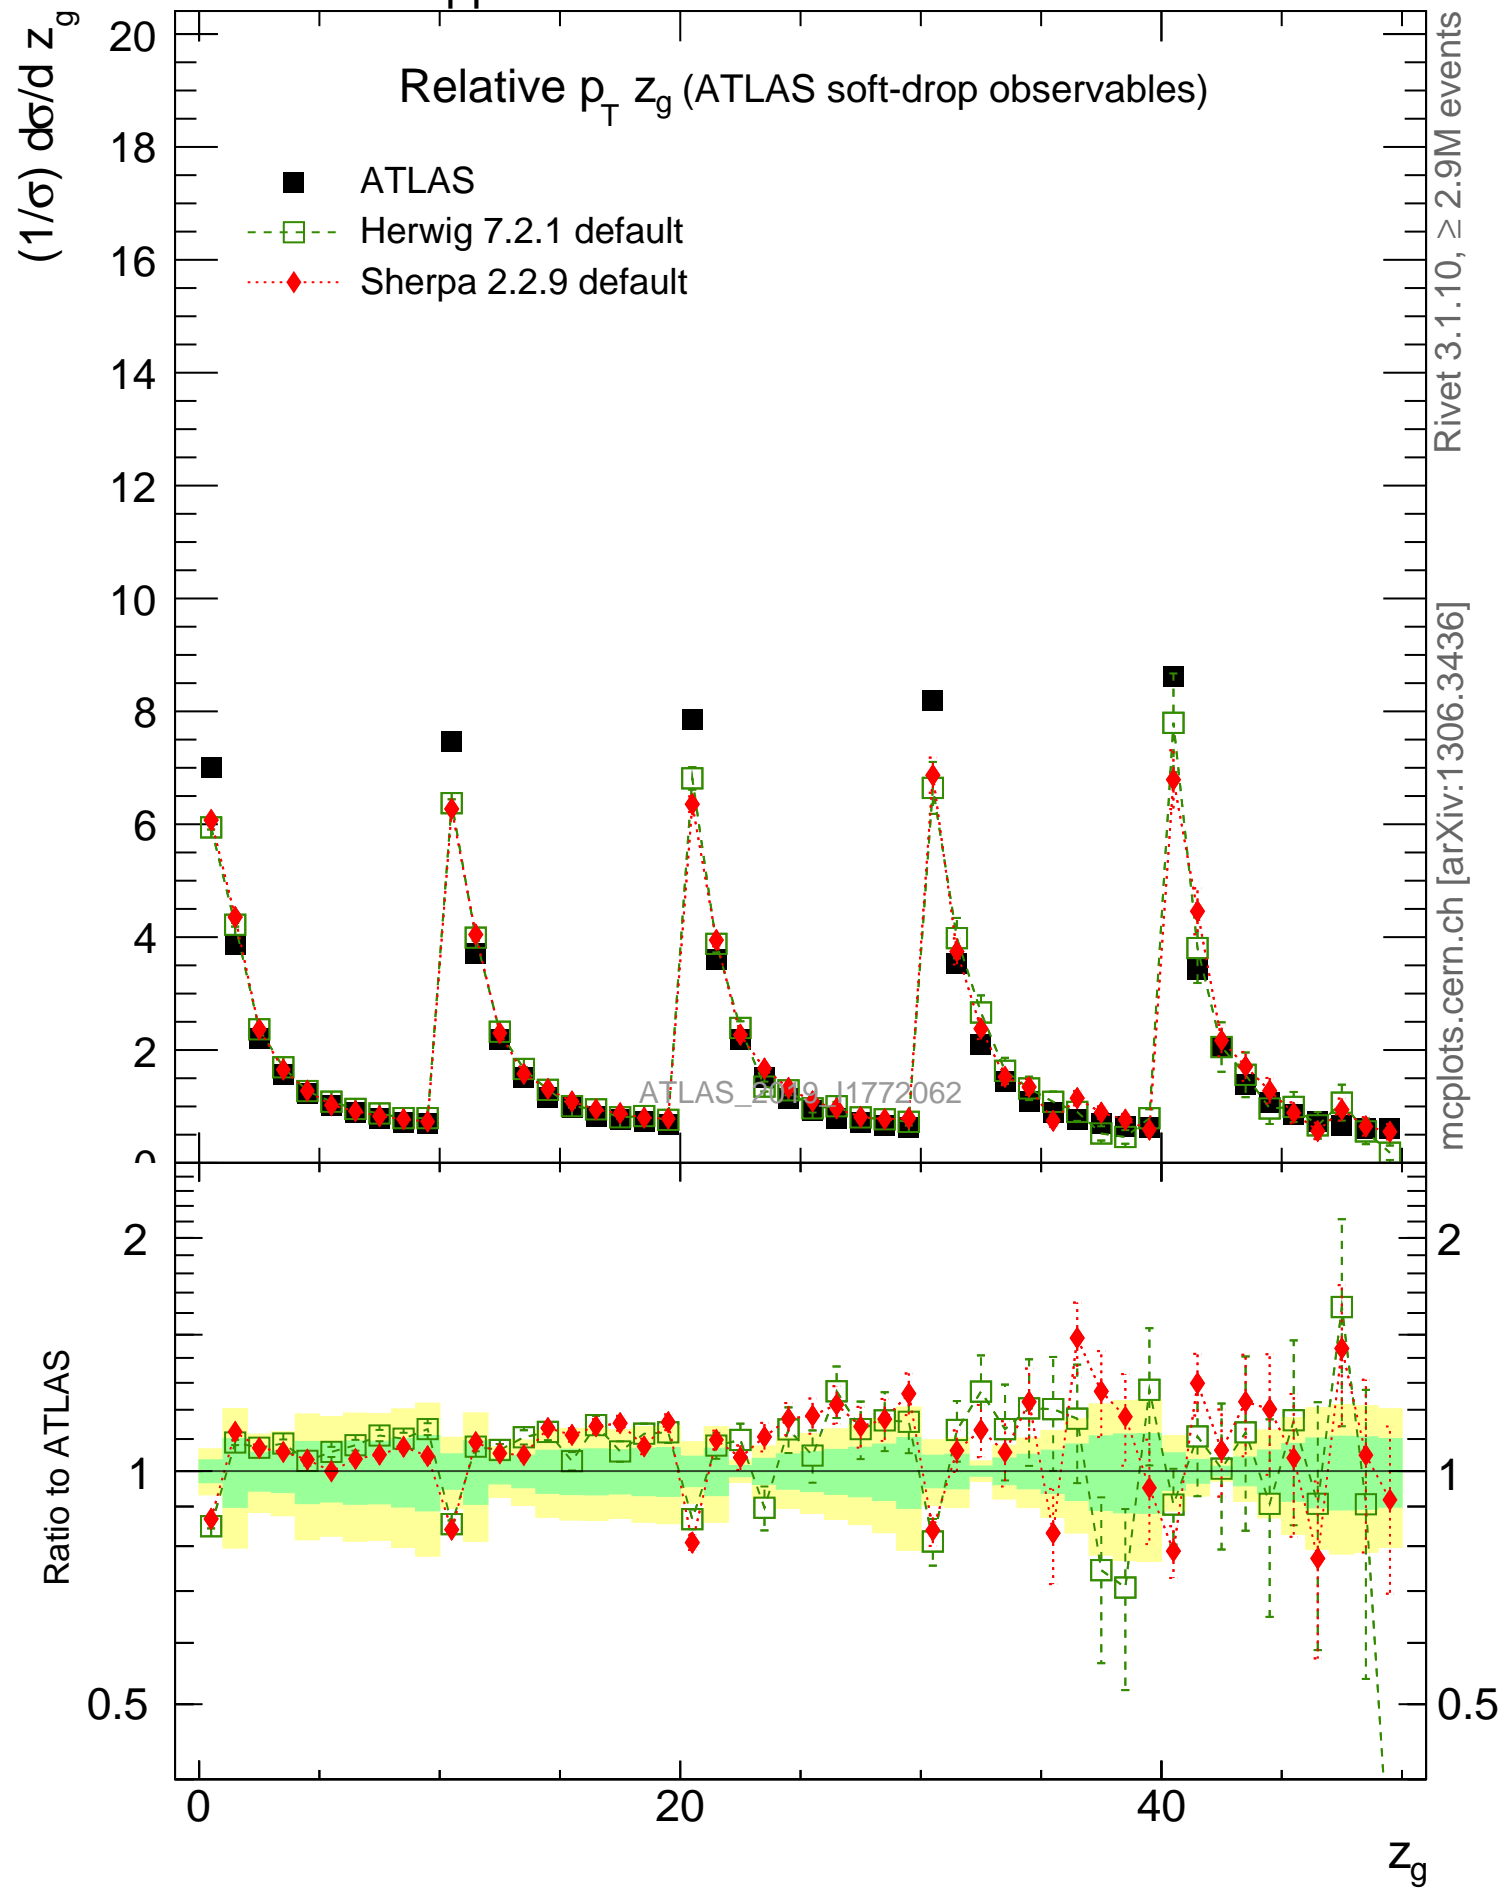 (1/σ) dσ/d z_g
Relative p_T z_g (ATLAS soft-drop observables)
ATLAS
Herwig 7.2.1 default
Sherpa 2.2.9 default
20
18
16
14
12
10
8
6
4
2
0
ATLAS_2019_I1772062
Rivet 3.1.10, ≥ 2.9M events
mcplots.cern.ch [arXiv:1306.3436]
Ratio to ATLAS
2
1
0.5
2
1
0.5
0
20
40
z_g